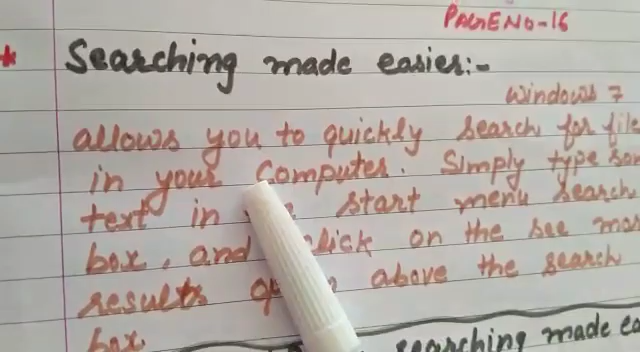 PAGE NO-16
* Searching made easier:-
Windows 7
allows you to quickly search for file
in your Computer. Simply type
text in start menu search
box, and click on the see
results above the search
box
searching made